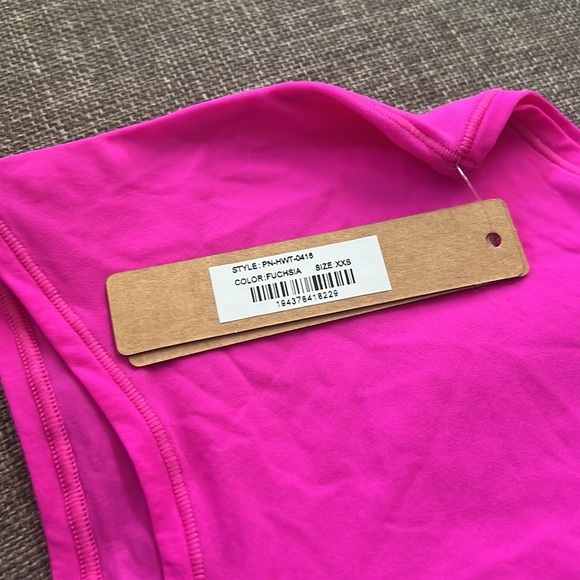 STYLE: PN-HWT-0415
COLOR:FUCHSIA SIZE:XXS
194378418229